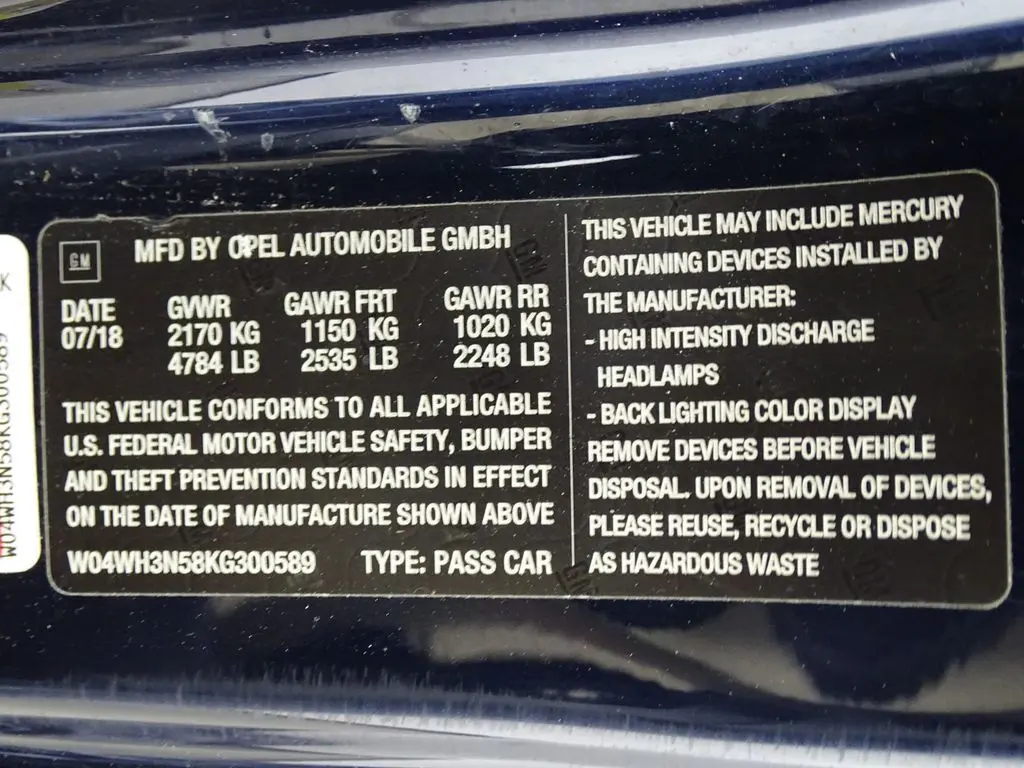 GM
MFD BY OPEL AUTOMOBILE GMBH
DATE GVWR GAWR FRT GAWR RR
07/18 2170 KG 1150 KG 1020 KG
4784 LB 2535 LB 2248 LB
THIS VEHICLE CONFORMS TO ALL APPLICABLE
U.S. FEDERAL MOTOR VEHICLE SAFETY, BUMPER
AND THEFT PREVENTION STANDARDS IN EFFECT
ON THE DATE OF MANUFACTURE SHOWN ABOVE
W04WH3N58KG300589 TYPE: PASS CAR
THIS VEHICLE MAY INCLUDE MERCURY
CONTAINING DEVICES INSTALLED BY
THE MANUFACTURER:
- HIGH INTENSITY DISCHARGE
HEADLAMPS
- BACK LIGHTING COLOR DISPLAY
REMOVE DEVICES BEFORE VEHICLE
DISPOSAL. UPON REMOVAL OF DEVICES,
PLEASE REUSE, RECYCLE OR DISPOSE
AS HAZARDOUS WASTE
W04WH3N58KG300589
K